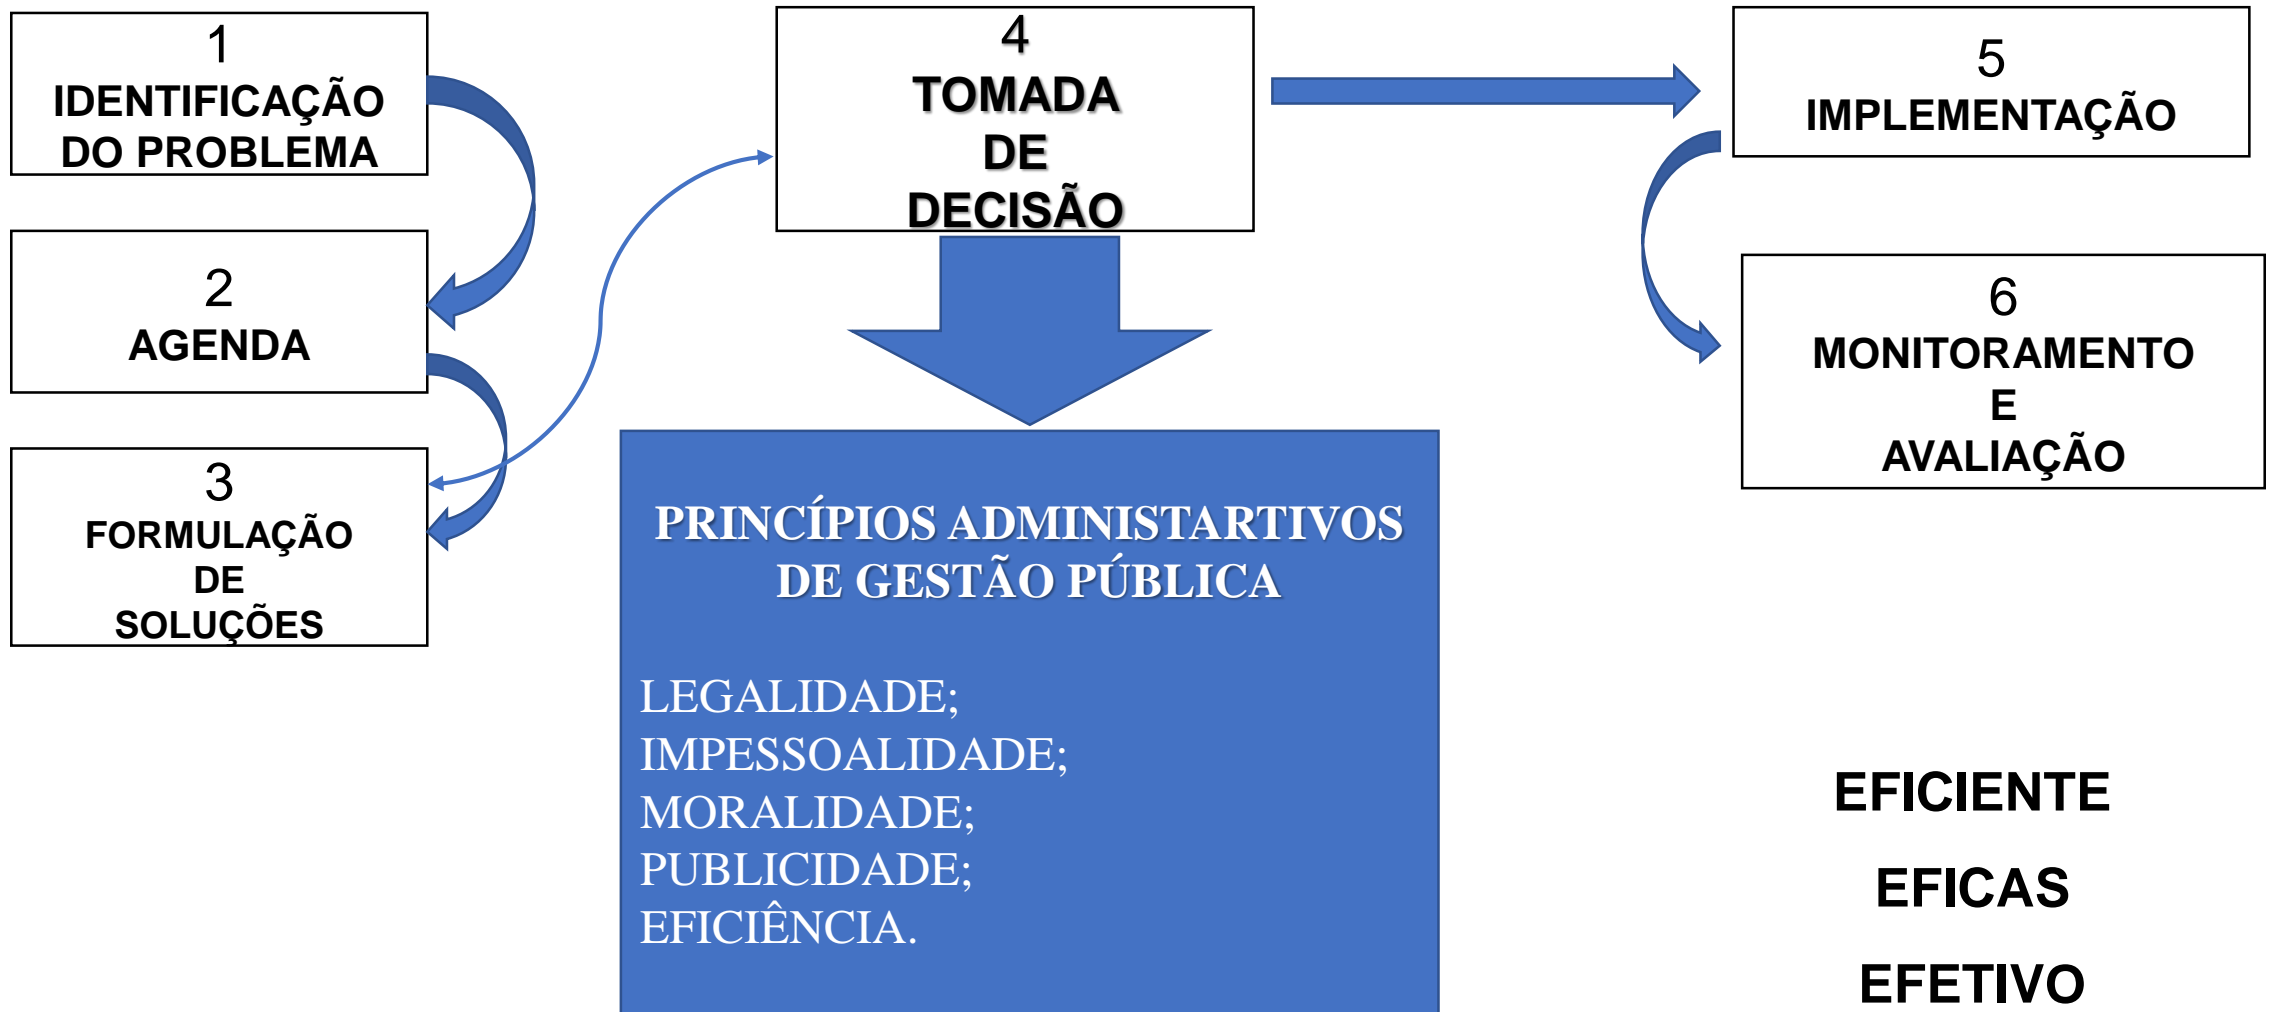 1
IDENTIFICAÇÃO
DO PROBLEMA
2
AGENDA
3
FORMULAÇÃO
DE
SOLUÇÕES
4
TOMADA
DE
DECISÃO
PRINCÍPIOS ADMINISTARTIVOS
DE GESTÃO PÚBLICA
LEGALIDADE;
IMPESSOALIDADE;
MORALIDADE;
PUBLICIDADE;
EFICIÊNCIA.
5
IMPLEMENTAÇÃO
6
MONITORAMENTO
E
AVALIAÇÃO
EFICIENTE
EFICAS
EFETIVO